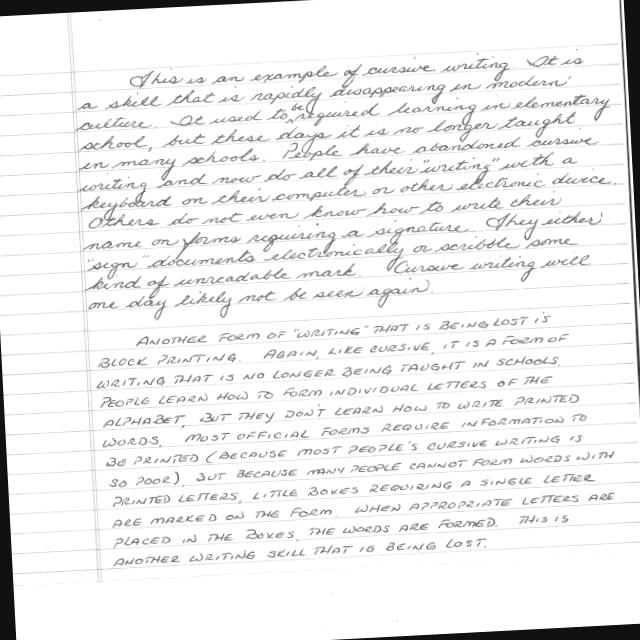 This is an example of cursive writing. It is
a skill that is rapidly disappearing in modern
culture. It used to be required learning in elementary
school, but these days it is no longer taught
in many schools. People have abandoned cursive
writing and now do all of their "writing" with a
keyboard on their computer or other electronic divice.
Others do not even know how to write their
name on forms requiring a signature. They either
"sign" documents electronically or scribble some
kind of unreadable mark. Cursive writing will
one day likely not be seen again.
ANOTHER FORM OF "WRITING" THAT IS BEING LOST IS
BLOCK PRINTING. AGAIN, LIKE CURSIVE, IT IS A FORM OF
WRITING THAT IS NO LONGER BEING TAUGHT IN SCHOOLS.
PEOPLE LEARN HOW TO FORM INDIVIDUAL LETTERS OF THE
ALPHABET, BUT THEY DON'T LEARN HOW TO WRITE PRINTED
WORDS. MOST OFFICIAL FORMS REQUIRE INFORMATION TO
BE PRINTED (BECAUSE MOST PEOPLE'S CURSIVE WRITING IS
SO POOR), BUT BECAUSE MANY PEOPLE CANNOT FORM WORDS WITH
PRINTED LETTERS, LITTLE BOXES REQUIRING A SINGLE LETTER
ARE MARKED ON THE FORM. WHEN APPROPRIATE LETTERS ARE
PLACED IN THE BOXES, THE WORDS ARE FORMED. THIS IS
ANOTHER WRITING SKILL THAT IS BEING LOST.